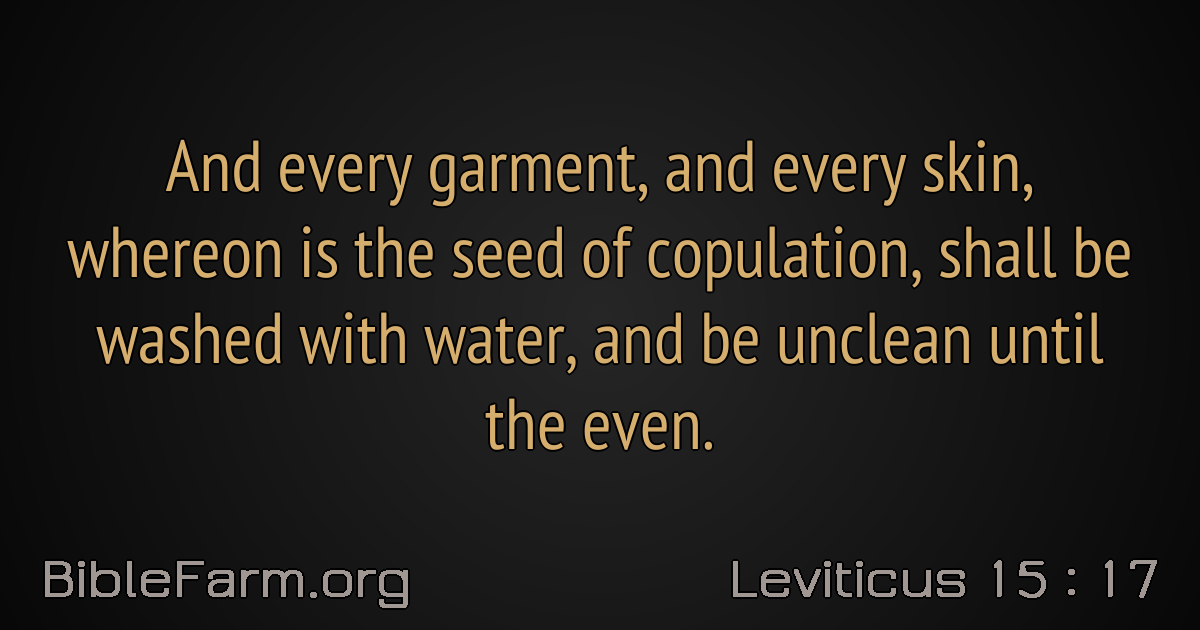 And every garment, and every skin,
whereon is the seed of copulation, shall be
washed with water, and be unclean until
the even.
BibleFarm.org
Leviticus 15 : 17